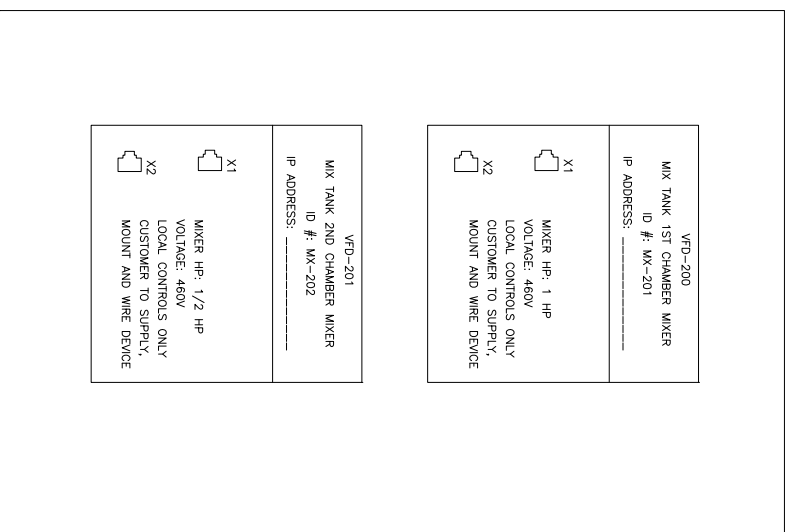 VFD-200
MIX TANK 1ST CHAMBER MIXER
ID #: MX-201
IP ADDRESS: _____________
X1
X2
MIXER HP: 1 HP
VOLTAGE: 460V
LOCAL CONTROLS ONLY
CUSTOMER TO SUPPLY,
MOUNT AND WIRE DEVICE
VFD-201
MIX TANK 2ND CHAMBER MIXER
ID #: MX-202
IP ADDRESS: _____________
X1
X2
MIXER HP: 1/2 HP
VOLTAGE: 460V
LOCAL CONTROLS ONLY
CUSTOMER TO SUPPLY,
MOUNT AND WIRE DEVICE